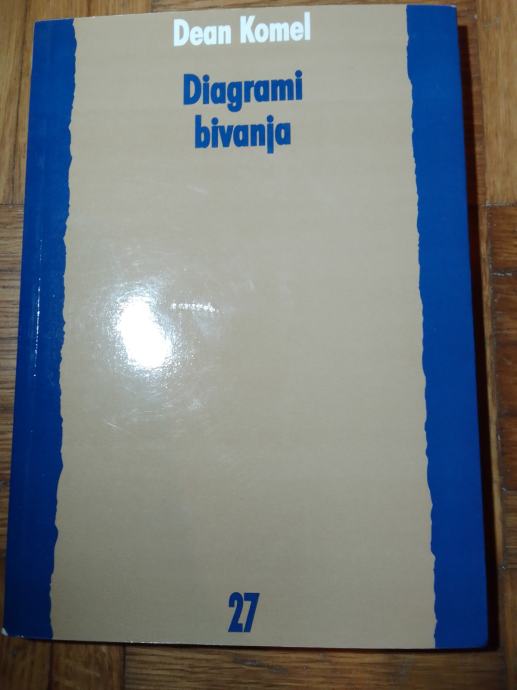 Dean Komel
Diagrami
bivanja
27